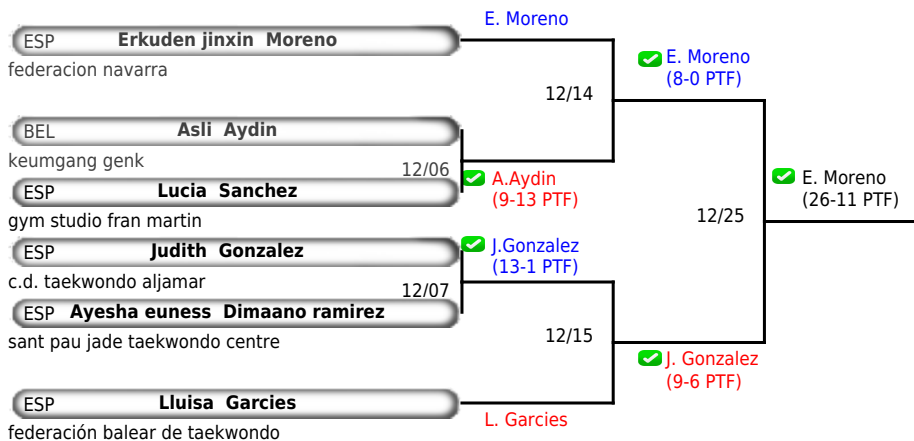 E. Moreno
ESP Erkuden jinxin Moreno
federacion navarra
E. Moreno
(8-0 PTF)
12/14
BEL Asli Aydin
keumgang genk
12/06
A.Aydin
(9-13 PTF)
ESP Lucia Sanchez
gym studio fran martin
E. Moreno
(26-11 PTF)
12/25
ESP Judith Gonzalez
c.d. taekwondo aljamar
J.Gonzalez
(13-1 PTF)
12/07
ESP Ayesha euness Dimaano ramirez
sant pau jade taekwondo centre
12/15
J. Gonzalez
(9-6 PTF)
ESP Lluisa Garcies
federación balear de taekwondo
L. Garcies